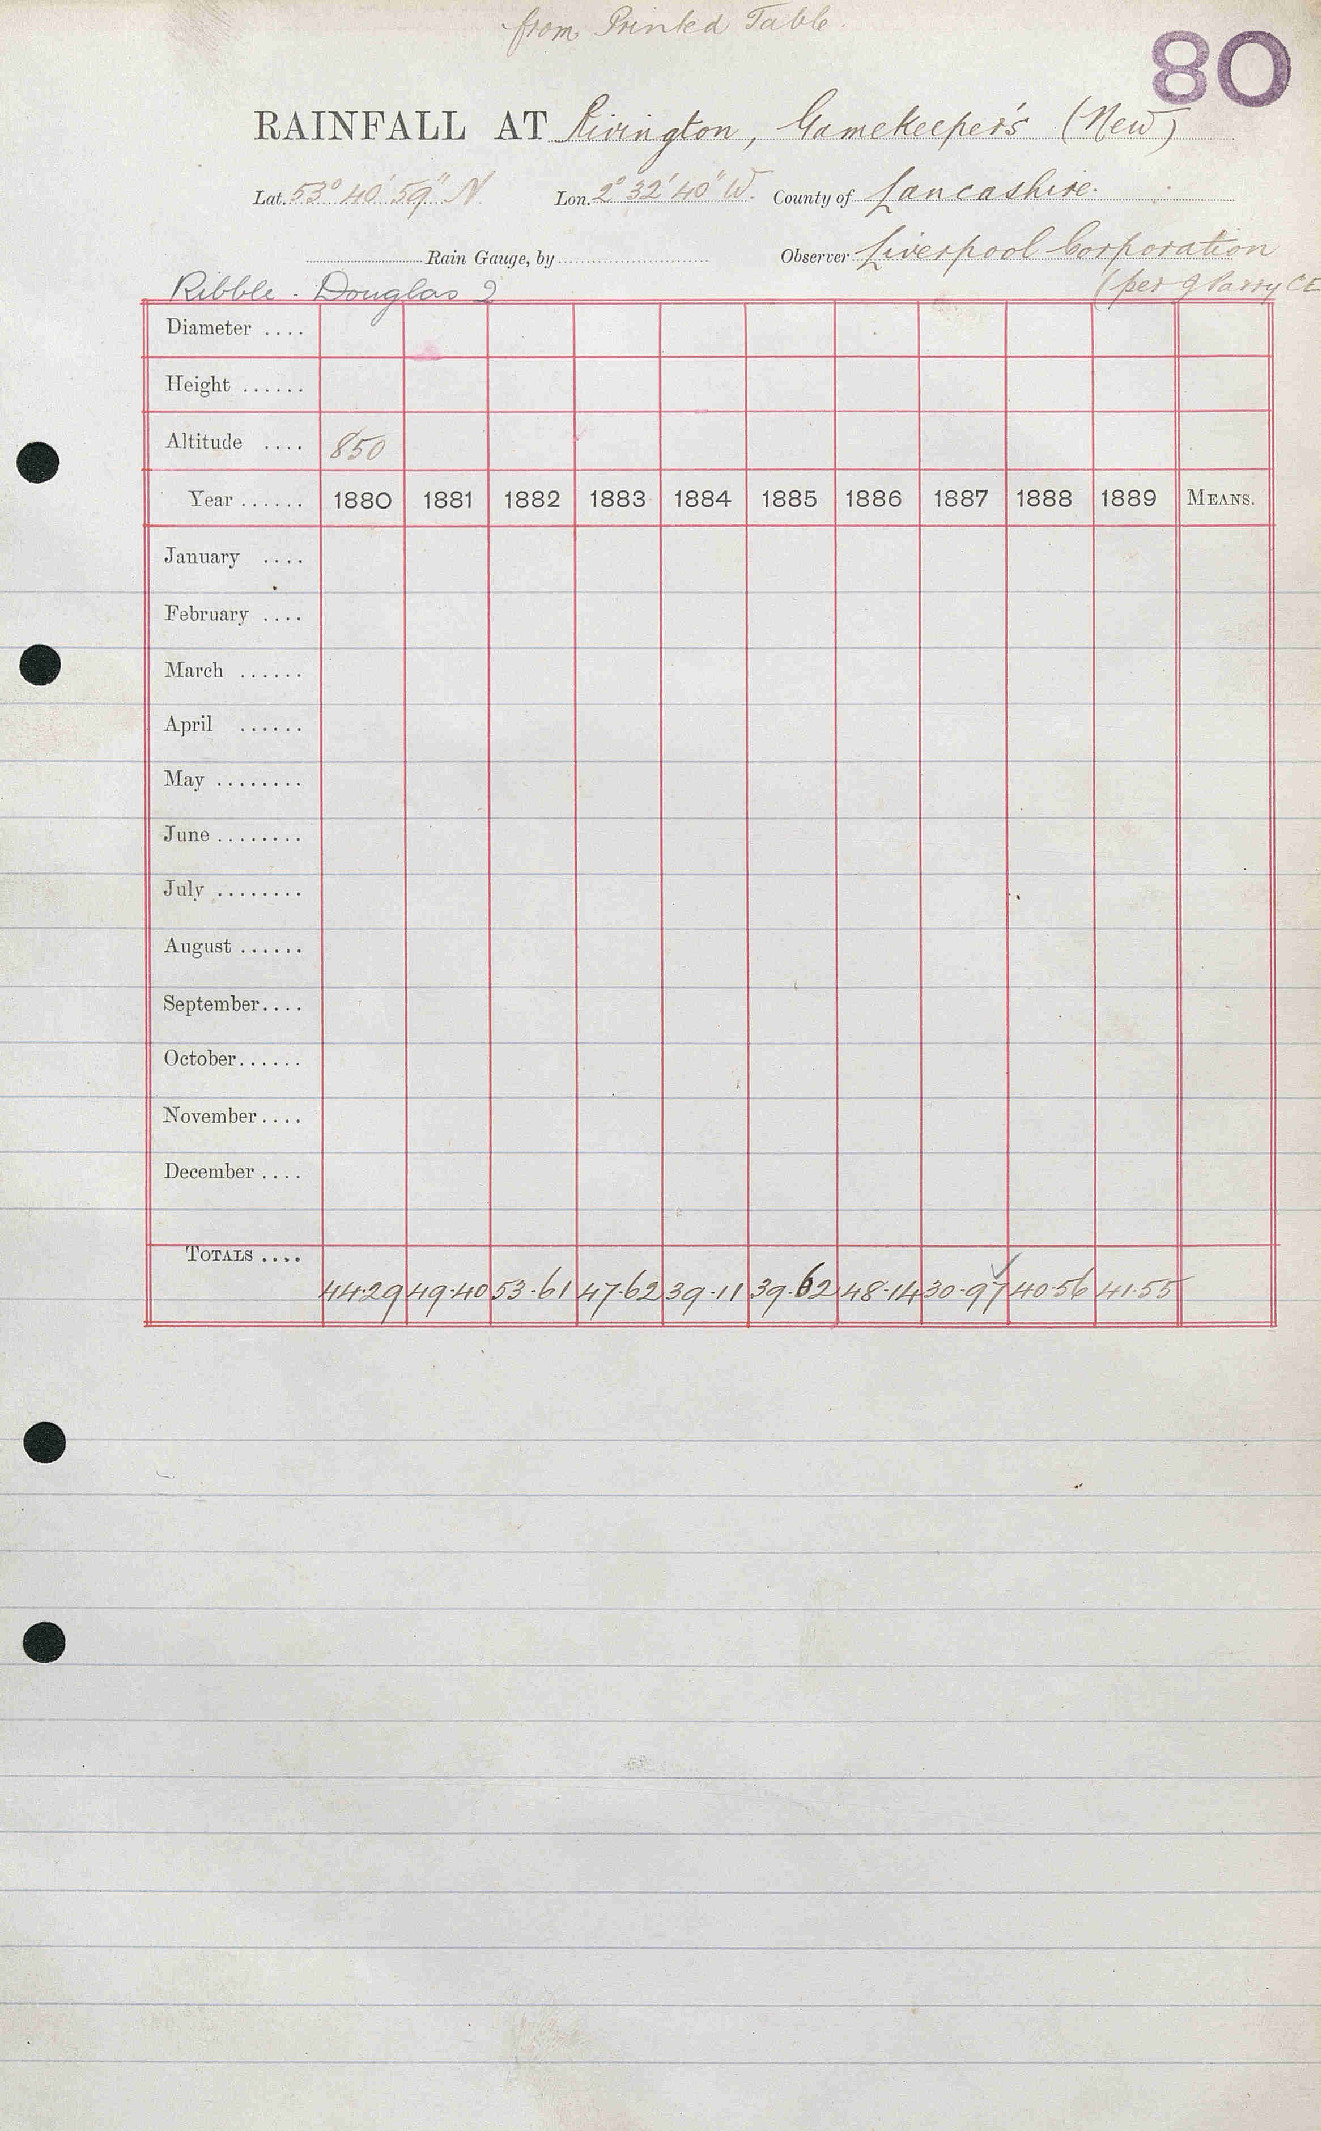 from Printed Table.
80
RAINFALL AT Rivington, Gamekeeper's (New)
Lat. 53° 40' 59" N Lon. 2° 32' 40" W. County of Lancashire.
Rain Gauge, by Observer Liverpool Corporation
Ribble. Douglas 2 (per J Parry CE
Diameter ....
Height ......
Altitude .... 850
Year ...... 1880 1881 1882 1883 1884 1885 1886 1887 1888 1889 MEANS.
January ....
February ....
March ......
April ......
May ........
June ........
July ........
August ......
September....
October......
November....
December ....
TOTALS ....
44·29 49·40 53·61 47·62 39·11 39·62 48·14 30·97 40·56 41·55